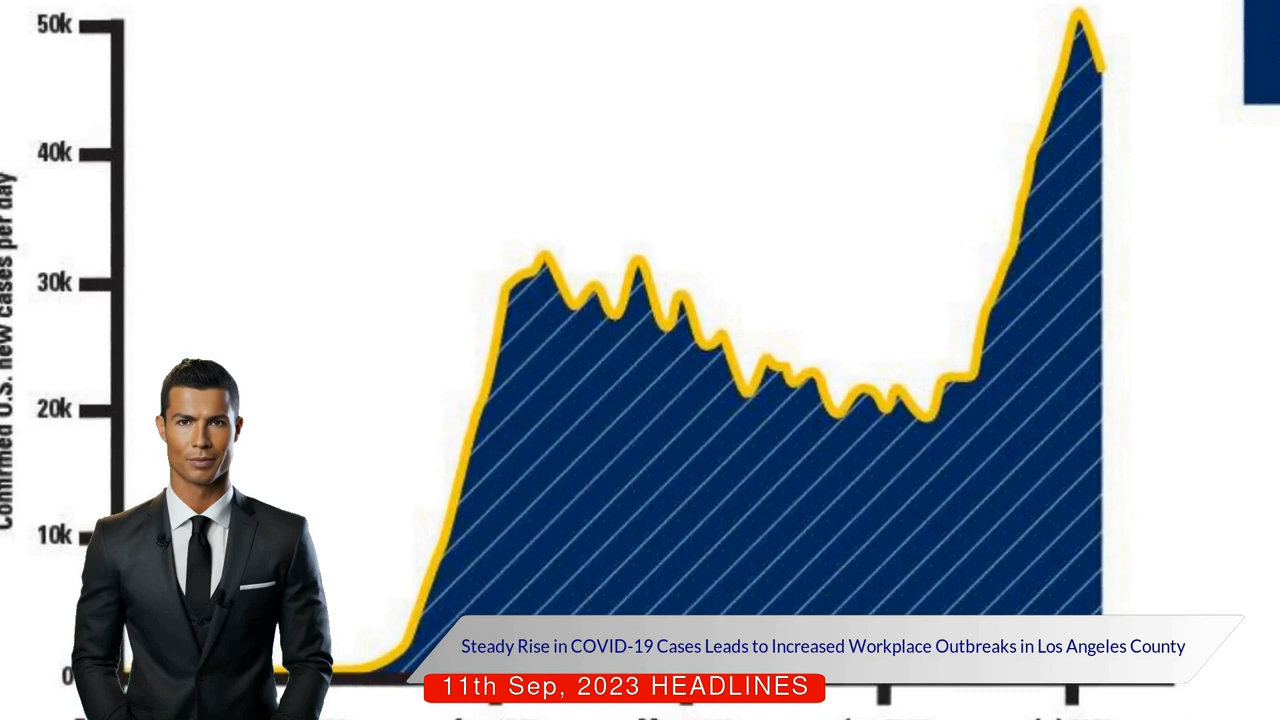 50k
40k
Confirmed U.S. new cases per day
30k
20k
10k
0
Steady Rise in COVID-19 Cases Leads to Increased Workplace Outbreaks in Los Angeles County
11th Sep, 2023 HEADLINES